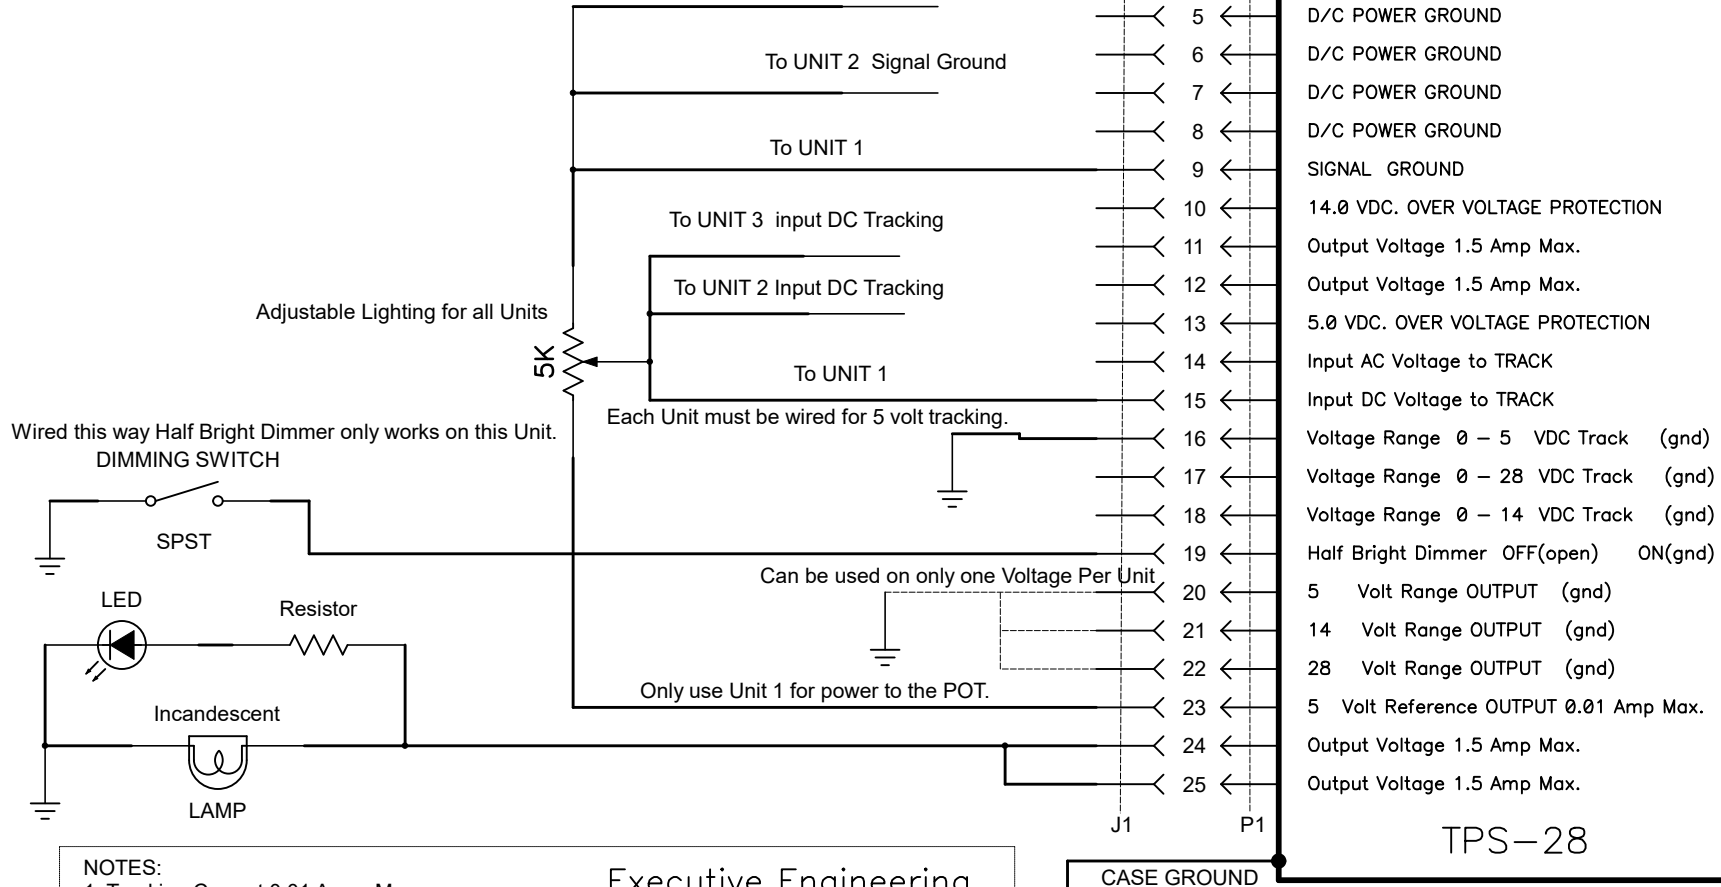 5 D/C POWER GROUND
To UNIT 2 Signal Ground
6 D/C POWER GROUND
7 D/C POWER GROUND
8 D/C POWER GROUND
To UNIT 1
9 SIGNAL GROUND
10 14.0 VDC. OVER VOLTAGE PROTECTION
To UNIT 3 input DC Tracking
11 Output Voltage 1.5 Amp Max.
To UNIT 2 Input DC Tracking
12 Output Voltage 1.5 Amp Max.
Adjustable Lighting for all Units
13 5.0 VDC. OVER VOLTAGE PROTECTION
5K
14 Input AC Voltage to TRACK
To UNIT 1
15 Input DC Voltage to TRACK
Each Unit must be wired for 5 volt tracking.
Wired this way Half Bright Dimmer only works on this Unit.
DIMMING SWITCH
16 Voltage Range 0 - 5 VDC Track (gnd)
17 Voltage Range 0 - 28 VDC Track (gnd)
18 Voltage Range 0 - 14 VDC Track (gnd)
SPST
19 Half Bright Dimmer OFF(open) ON(gnd)
Can be used on only one Voltage Per Unit
20 5 Volt Range OUTPUT (gnd)
LED
Resistor
21 14 Volt Range OUTPUT (gnd)
22 28 Volt Range OUTPUT (gnd)
Only use Unit 1 for power to the POT.
23 5 Volt Reference OUTPUT 0.01 Amp Max.
Incandescent
24 Output Voltage 1.5 Amp Max.
25 Output Voltage 1.5 Amp Max.
LAMP
J1 P1
TPS-28
NOTES:
Executive Engineering
CASE GROUND